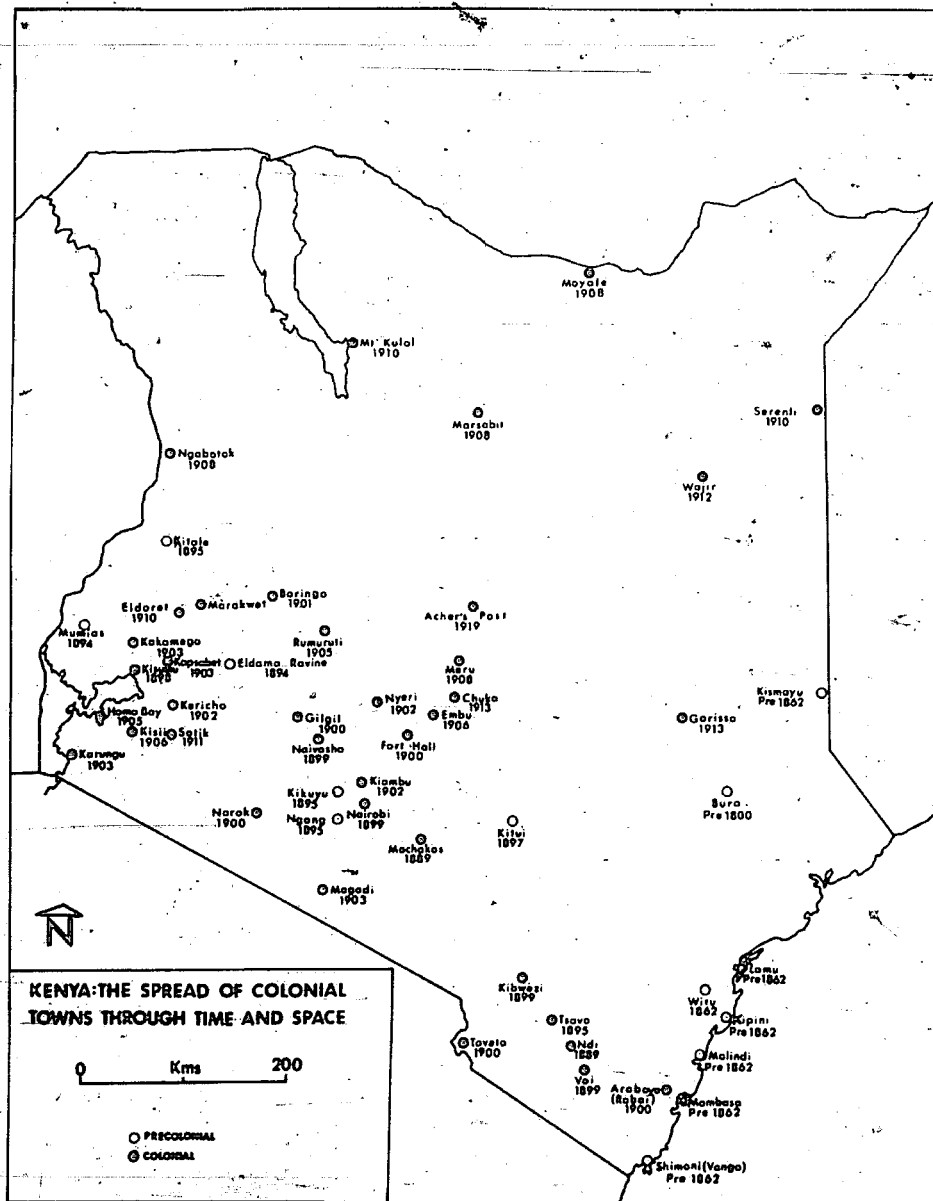 Moyale
1908
Mt' Kulal
1910
Marsabit
1908
Serenli
1910
Ngabotok
1908
Wajir
1912
Kitale
1895
Baringo
1901
Marakwet
Eldoret
1910
Acher's Post
1919
Mumias
1894
Rumuruti
1905
Kakamega
1903
Kapsabet
1903
Eldama Ravine
1894
Kisumu
1898
Meru
1908
Kismayu
Pre 1862
Chuka
1913
Nyeri
1902
Kericho
1902
Homa Bay
1905
Embu
1906
Gilgil
1900
Garissa
1913
Kisii
1906
Sotik
1911
Fort Hall
1900
Naivasha
1899
Karungu
1903
Kiambu
1902
Kikuyu
1895
Bura
Pre 1800
Nairobi
1899
Narok
1900
Ngong
1895
Kitui
1897
Machakos
1889
Magadi
1903
N
Lamu
Pre 1862
Kibwezi
1899
Witu
1862
Kipini
Pre 1862
Tsavo
1895
Taveta
1900
Ndi
1889
Malindi
Pre 1862
Voi
1899
Arabaya
(Rabai)
1900
Mombasa
Pre 1862
Shimoni (Vanga)
Pre 1862
KENYA: THE SPREAD OF COLONIAL
TOWNS THROUGH TIME AND SPACE
0 Kms 200
PRECOLONIAL
COLONIAL